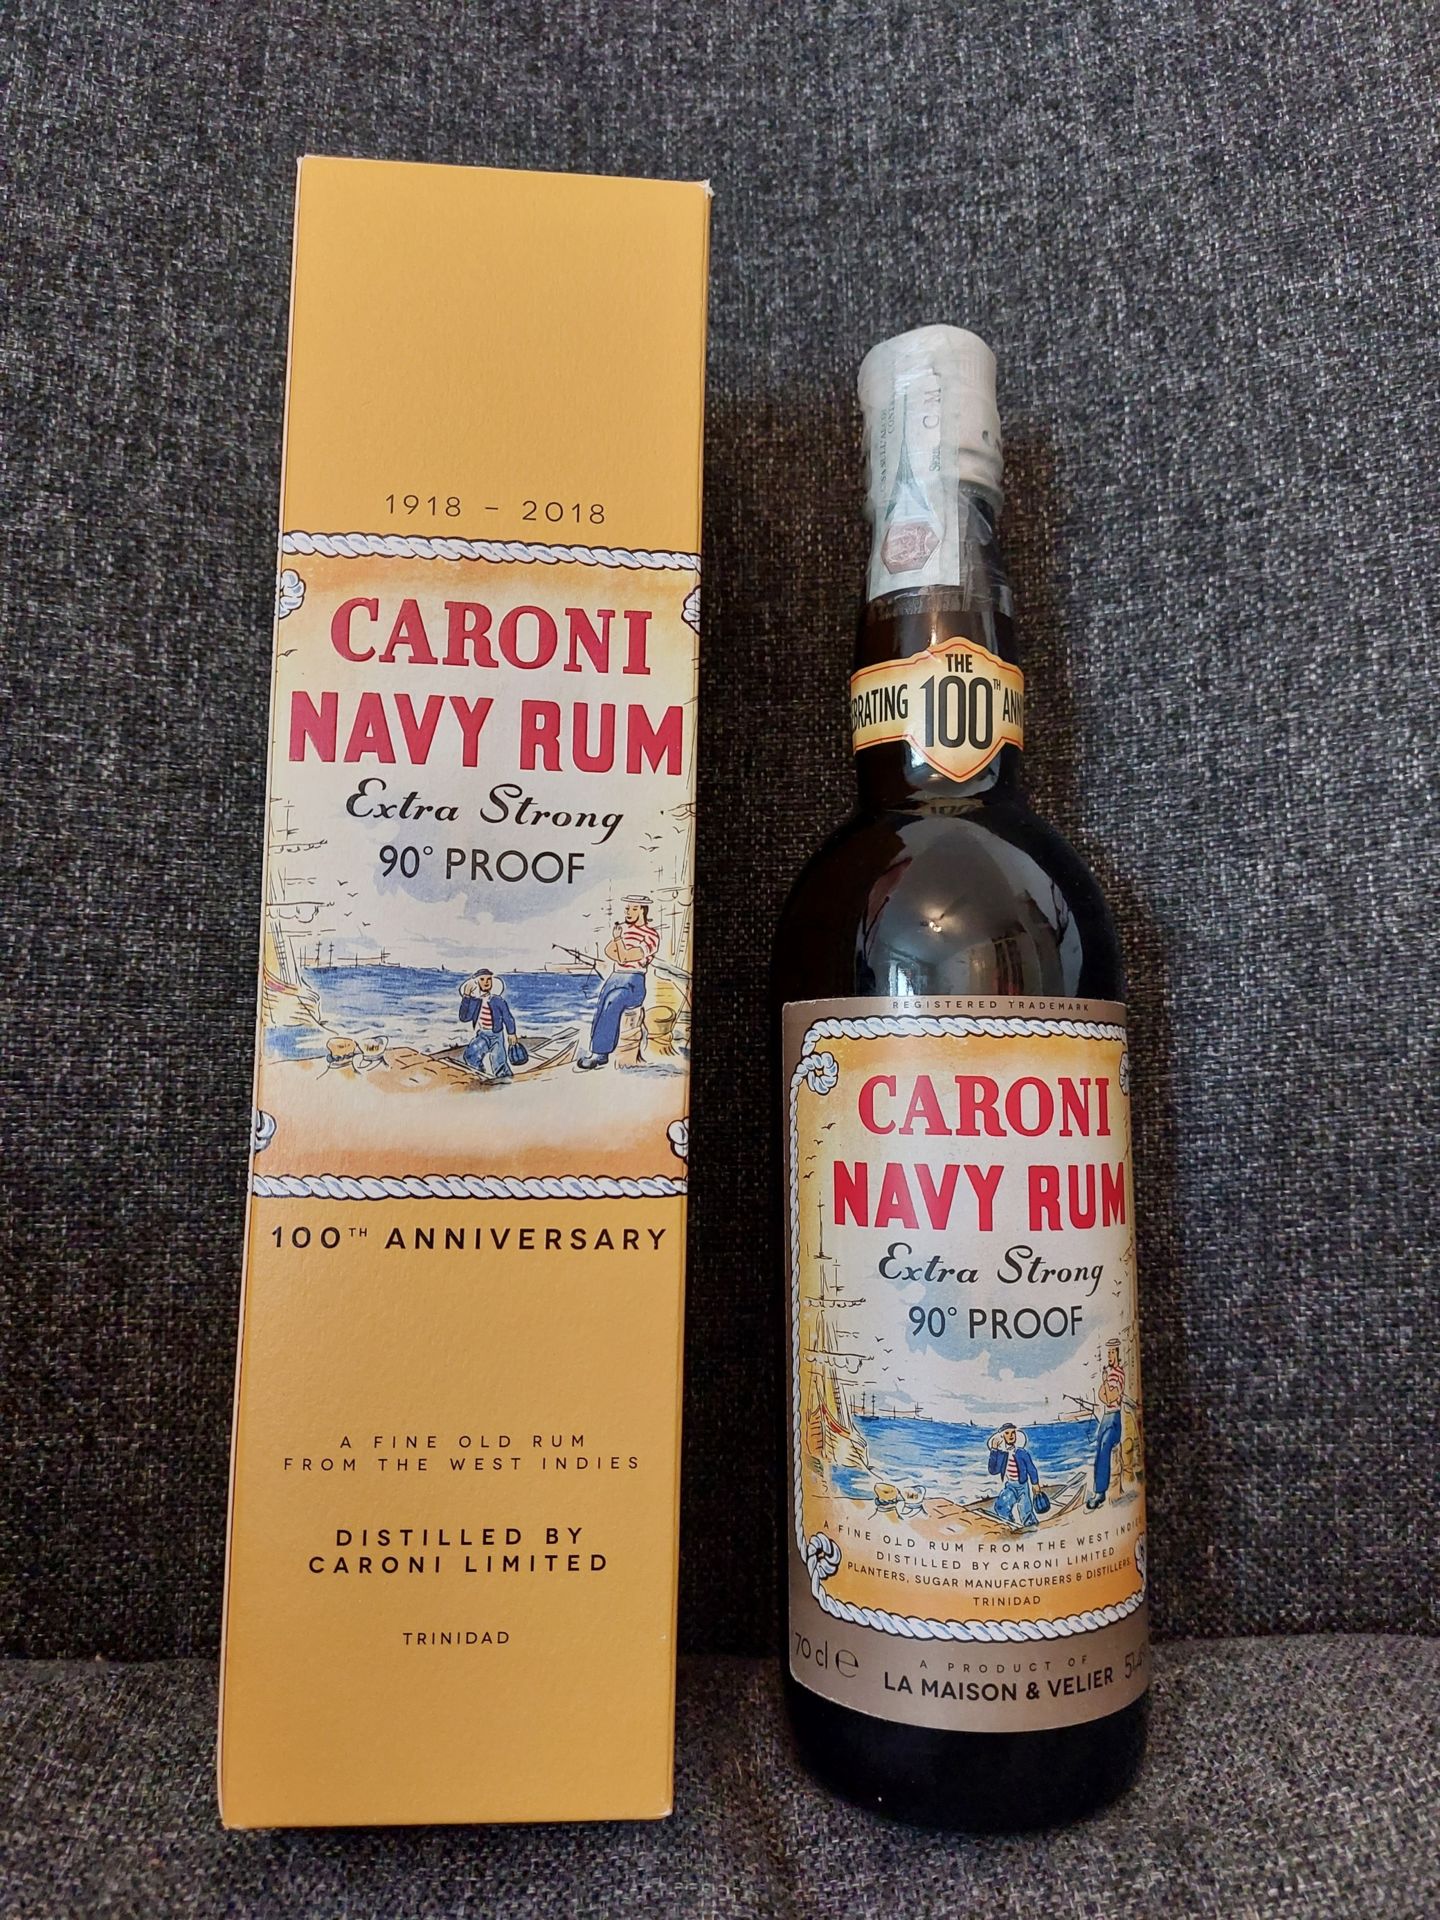 1918 - 2018
CARONI
NAVY RUM
Extra Strong
90° PROOF
100TH ANNIVERSARY
A FINE OLD RUM
FROM THE WEST INDIES
DISTILLED BY
CARONI LIMITED
TRINIDAD
C. M
THE
100TH
REGISTERED TRADEMARK
CARONI
NAVY RUM
Extra Strong
90° PROOF
A FINE OLD RUM FROM THE WEST INDIES
DISTILLED BY CARONI LIMITED
PLANTERS, SUGAR MANUFACTURERS & DISTILLERS
TRINIDAD
70 cl e
A PRODUCT OF
LA MAISON & VELIER